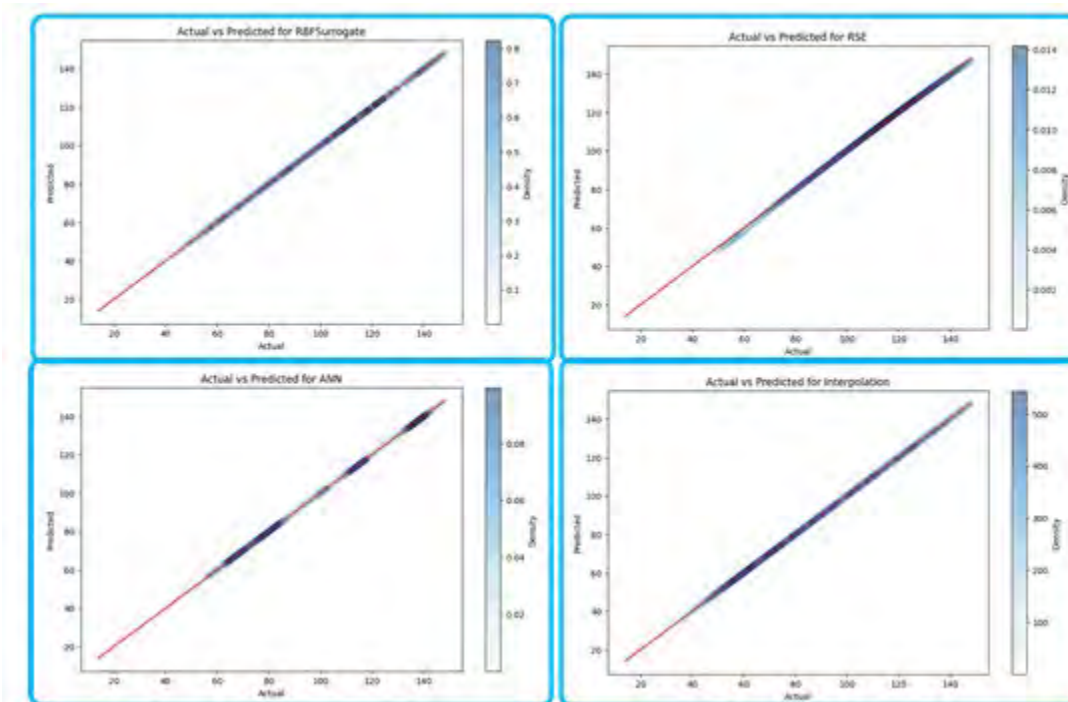 Actual vs Predicted for RBFSurrogate
140
120
100
80
60
40
20
Predicted
20 40 60 80 100 120 140
Actual
0.8
0.7
0.6
0.5
0.4
0.3
0.2
0.1
Density
Actual vs Predicted for RSE
140
120
100
80
60
40
20
Predicted
20 40 60 80 100 120 140
Actual
0.014
0.012
0.010
0.008
0.006
0.004
0.002
Density
Actual vs Predicted for ANN
140
120
100
80
60
40
20
Predicted
20 40 60 80 100 120 140
Actual
0.08
0.06
0.04
0.02
Density
Actual vs Predicted for Interpolation
140
120
100
80
60
40
20
Predicted
20 40 60 80 100 120 140
Actual
500
400
300
200
100
Density